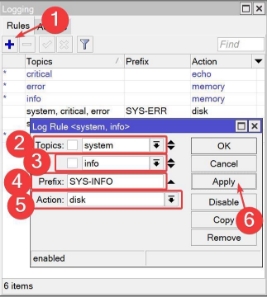 Logging
1
Rules
Find
Topics / Prefix Action
* critical echo
* error memory
* info memory
system, critical, error SYS-ERR disk
Log Rule <system, info>
2 Topics: system OK
3 info Cancel
4 Prefix: SYS-INFO Apply
5 Action: disk Disable
6
Copy
Remove
enabled
6 items